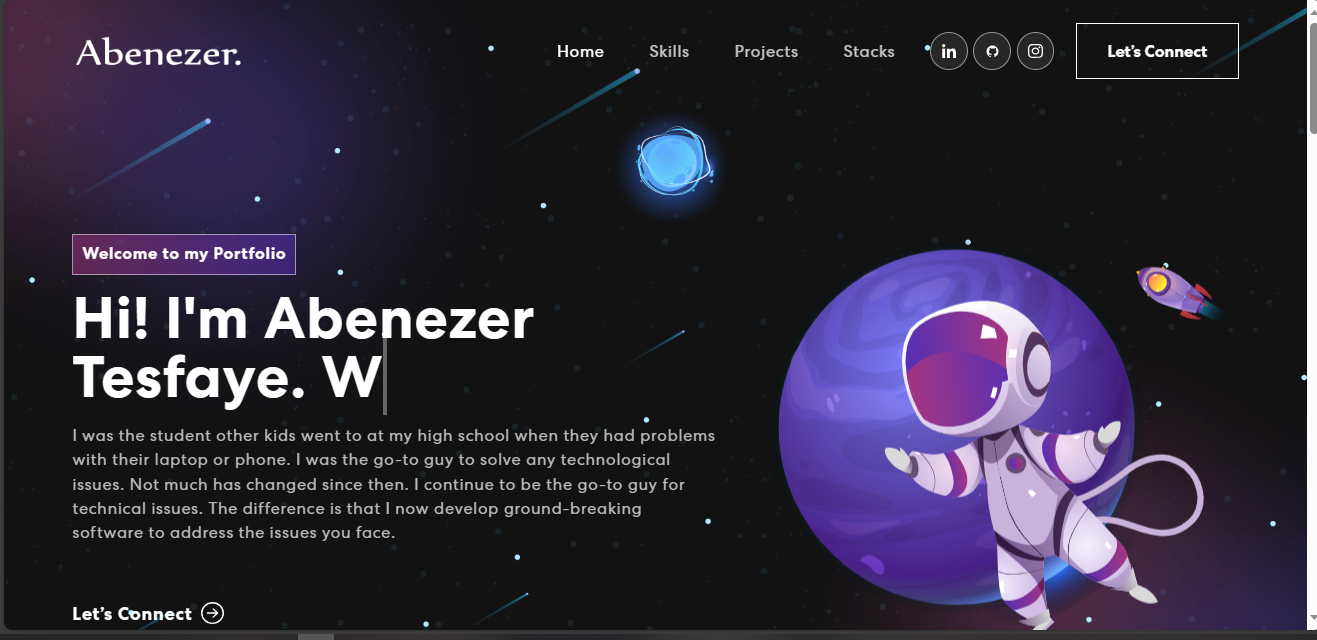 Abenezer.
Home
Skills
Projects
Stacks
in
Let's Connect
Welcome to my Portfolio
Hi! I'm Abenezer
Tesfaye. W
I was the student other kids went to at my high school when they had problems
with their laptop or phone. I was the go-to guy to solve any technological
issues. Not much has changed since then. I continue to be the go-to guy for
technical issues. The difference is that I now develop ground-breaking
software to address the issues you face.
Let's Connect